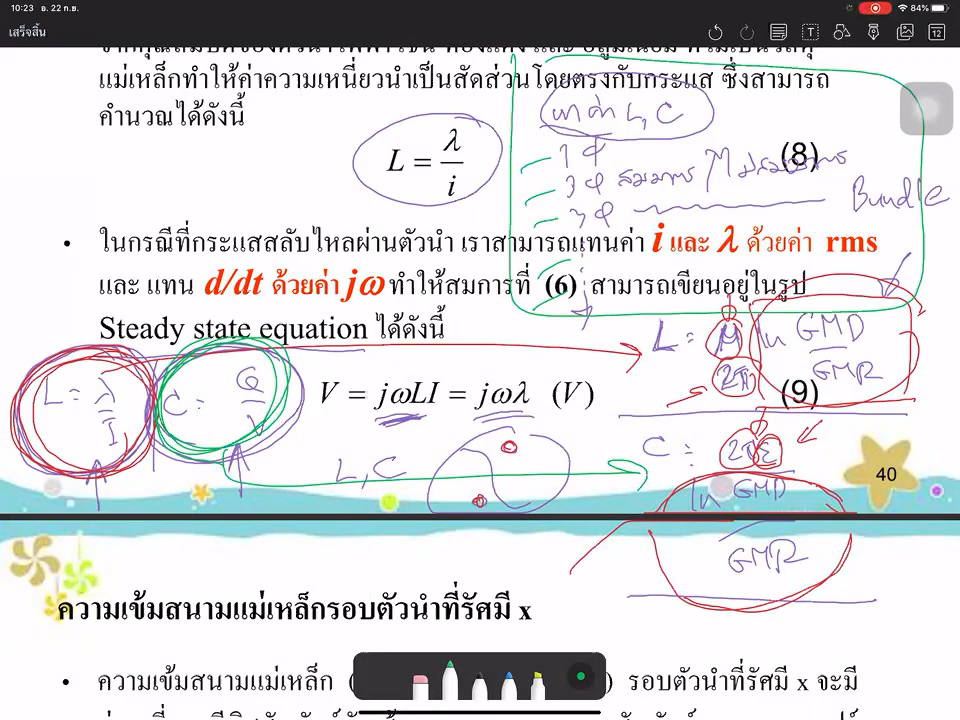 10:23 อ. 22 ก.ย.
84%
เสร็จสิ้น
12
แม่เหล็กทำให้ค่าความเหนี่ยวนำเป็นสัดส่วนโดยตรงกับกระแส ซึ่งสามารถ
คำนวณได้ดังนี้
หาค่า L, C
L = λ/i
(8)
1 φ
3 φ สมมาตร
3 φ
Bundle
• ในกรณีที่กระแสสลับไหลผ่านตัวนำ เราสามารถแทนค่า i และ λ ด้วยค่า rms
และ แทน d/dt ด้วยค่า jω ทำให้สมการที่ (6) สามารถเขียนอยู่ในรูป
Steady state equation ได้ดังนี้
L = μ/2π ln GMD/GMR
L = λ/I
C = Q/V
V = jωLI = jωλ (V)
(9)
L, C
C = 2πε
ln GMD
GMR
40
ความเข้มสนามแม่เหล็กรอบตัวนำที่รัศมี x
• ความเข้มสนามแม่เหล็ก ( ) รอบตัวนำที่รัศมี x จะมี